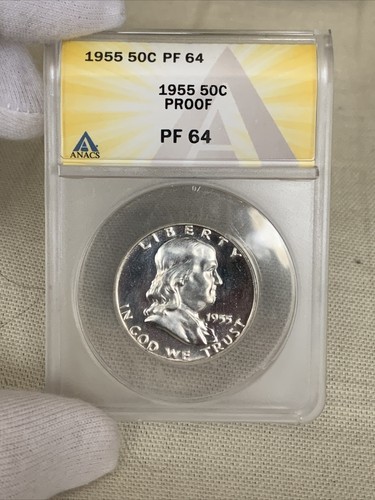 1955 50C PF 64
1955 50C
PROOF
PF 64
ANACS
LIBERTY
1955
IN GOD WE TRUST